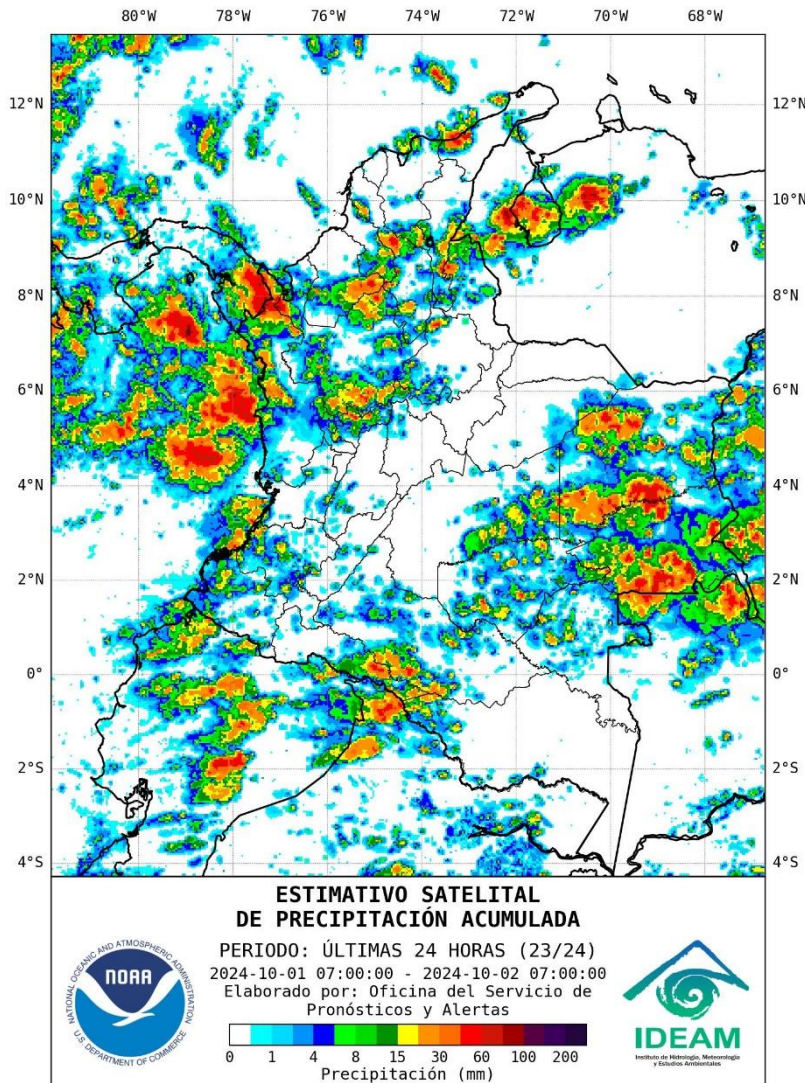 80°W 78°W 76°W 74°W 72°W 70°W 68°W
12°N 12°N
10°N 10°N
8°N 8°N
6°N 6°N
4°N 4°N
2°N 2°N
0° 0°
2°S 2°S
4°S 4°S
ESTIMATIVO SATELITAL
DE PRECIPITACIÓN ACUMULADA
PERIODO: ÚLTIMAS 24 HORAS (23/24)
2024-10-01 07:00:00 - 2024-10-02 07:00:00
Elaborado por: Oficina del Servicio de
Pronósticos y Alertas
0 1 4 8 15 30 60 100 200
Precipitación (mm)
NATIONAL OCEANIC AND ATMOSPHERIC ADMINISTRATION
NOAA
U.S. DEPARTMENT OF COMMERCE
IDEAM
Instituto de Hidrología, Meteorología
y Estudios Ambientales